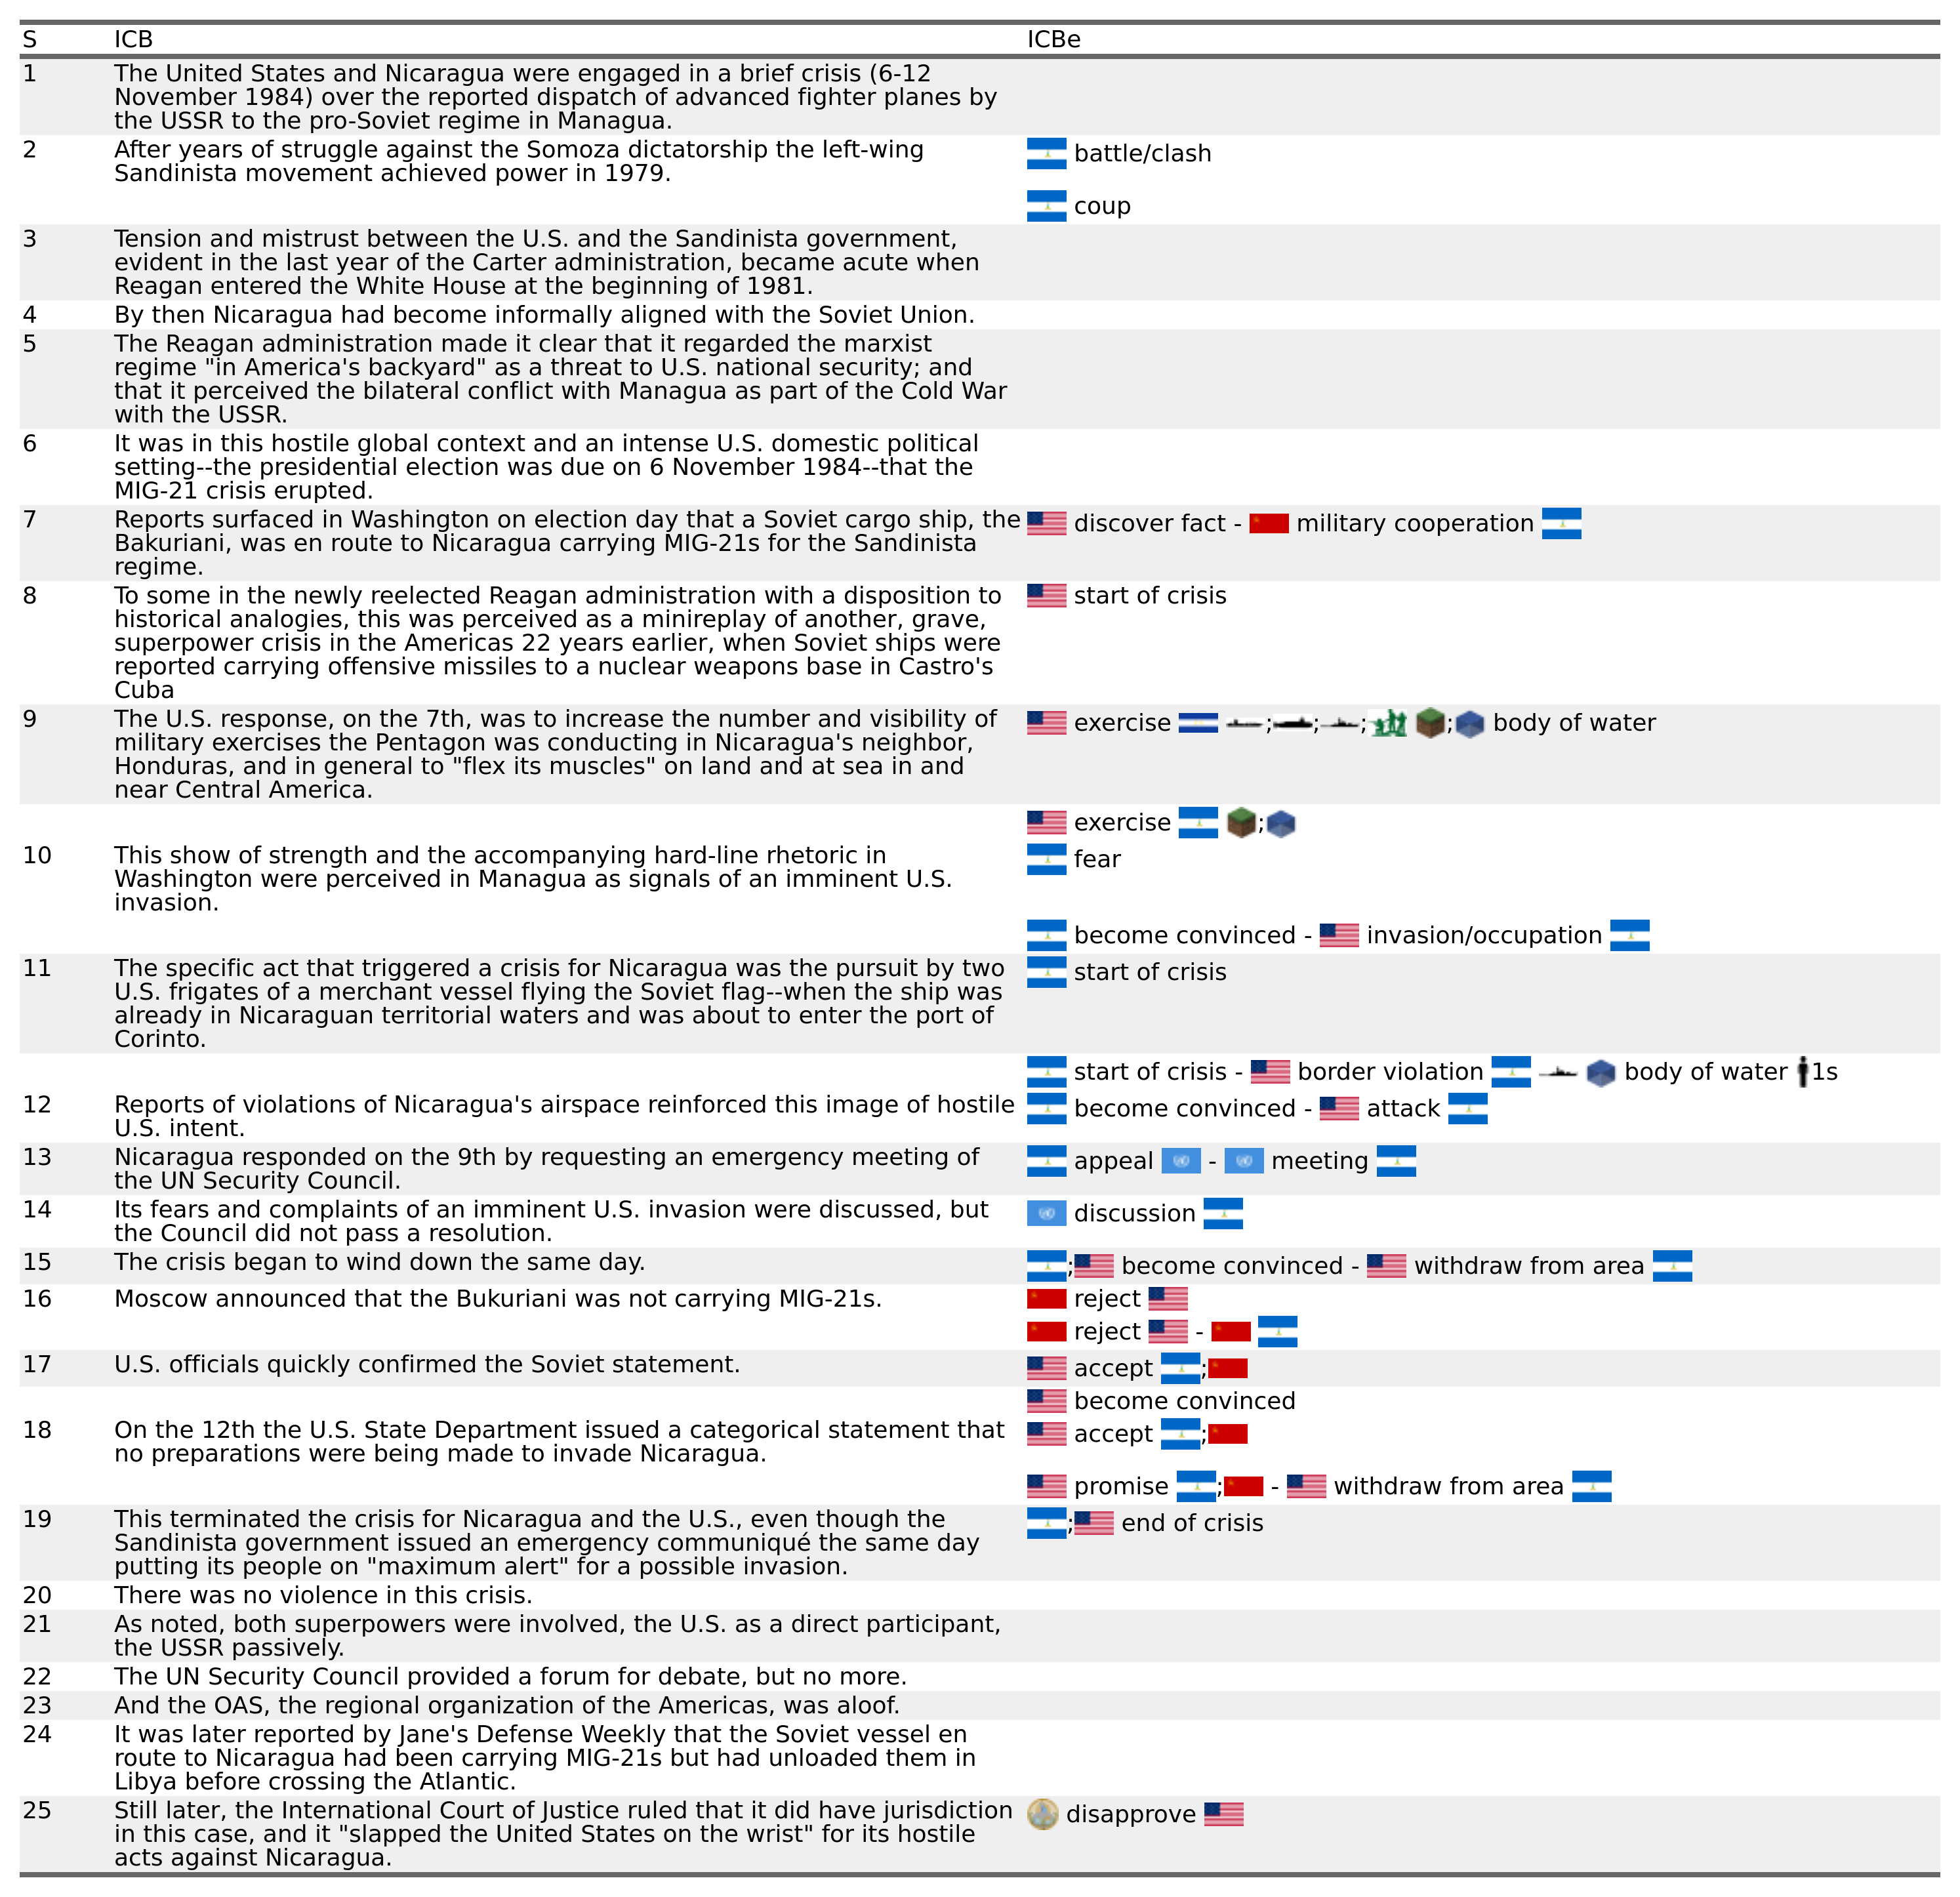 S ICB ICBe
1 The United States and Nicaragua were engaged in a brief crisis (6-12
November 1984) over the reported dispatch of advanced fighter planes by
the USSR to the pro-Soviet regime in Managua.
2 After years of struggle against the Somoza dictatorship the left-wing battle/clash
Sandinista movement achieved power in 1979.
coup
3 Tension and mistrust between the U.S. and the Sandinista government,
evident in the last year of the Carter administration, became acute when
Reagan entered the White House at the beginning of 1981.
4 By then Nicaragua had become informally aligned with the Soviet Union.
5 The Reagan administration made it clear that it regarded the marxist
regime "in America's backyard" as a threat to U.S. national security; and
that it perceived the bilateral conflict with Managua as part of the Cold War
with the USSR.
6 It was in this hostile global context and an intense U.S. domestic political
setting--the presidential election was due on 6 November 1984--that the
MIG-21 crisis erupted.
7 Reports surfaced in Washington on election day that a Soviet cargo ship, the discover fact - military cooperation
Bakuriani, was en route to Nicaragua carrying MIG-21s for the Sandinista
regime.
8 To some in the newly reelected Reagan administration with a disposition to start of crisis
historical analogies, this was perceived as a minireplay of another, grave,
superpower crisis in the Americas 22 years earlier, when Soviet ships were
reported carrying offensive missiles to a nuclear weapons base in Castro's
Cuba
9 The U.S. response, on the 7th, was to increase the number and visibility of exercise ; ; ; ; body of water
military exercises the Pentagon was conducting in Nicaragua's neighbor,
Honduras, and in general to "flex its muscles" on land and at sea in and
near Central America.
exercise ;
10 This show of strength and the accompanying hard-line rhetoric in fear
Washington were perceived in Managua as signals of an imminent U.S.
invasion.
become convinced - invasion/occupation
11 The specific act that triggered a crisis for Nicaragua was the pursuit by two start of crisis
U.S. frigates of a merchant vessel flying the Soviet flag--when the ship was
already in Nicaraguan territorial waters and was about to enter the port of
Corinto.
start of crisis - border violation body of water 1s
12 Reports of violations of Nicaragua's airspace reinforced this image of hostile become convinced - attack
U.S. intent.
13 Nicaragua responded on the 9th by requesting an emergency meeting of appeal - meeting
the UN Security Council.
14 Its fears and complaints of an imminent U.S. invasion were discussed, but discussion
the Council did not pass a resolution.
15 The crisis began to wind down the same day. ; become convinced - withdraw from area
16 Moscow announced that the Bukuriani was not carrying MIG-21s. reject
reject -
17 U.S. officials quickly confirmed the Soviet statement. accept ;
become convinced
18 On the 12th the U.S. State Department issued a categorical statement that accept ;
no preparations were being made to invade Nicaragua.
promise ; - withdraw from area
19 This terminated the crisis for Nicaragua and the U.S., even though the ; end of crisis
Sandinista government issued an emergency communiqué the same day
putting its people on "maximum alert" for a possible invasion.
20 There was no violence in this crisis.
21 As noted, both superpowers were involved, the U.S. as a direct participant,
the USSR passively.
22 The UN Security Council provided a forum for debate, but no more.
23 And the OAS, the regional organization of the Americas, was aloof.
24 It was later reported by Jane's Defense Weekly that the Soviet vessel en
route to Nicaragua had been carrying MIG-21s but had unloaded them in
Libya before crossing the Atlantic.
25 Still later, the International Court of Justice ruled that it did have jurisdiction disapprove
in this case, and it "slapped the United States on the wrist" for its hostile
acts against Nicaragua.